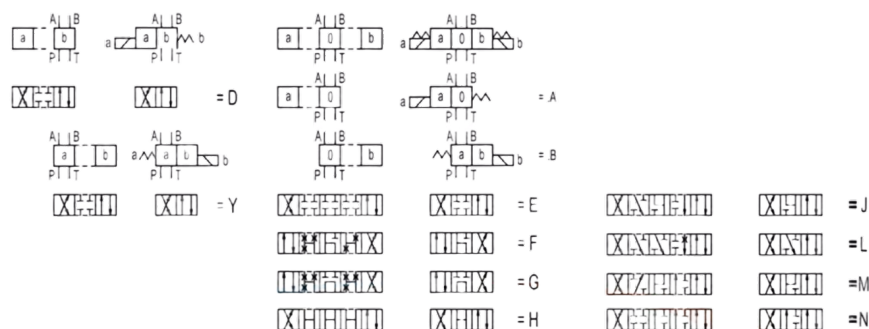 A B A B A B A B
a b a a b b a 0 b a a 0 b b
P T P T P T P T
A B A B
= D a 0 a a 0 = .A
P T P T
A B A B A B A B
a b a a b b 0 b a b b = .B
P T P T P T P T
= Y = E = J
= F = L
= G = M
= H = N